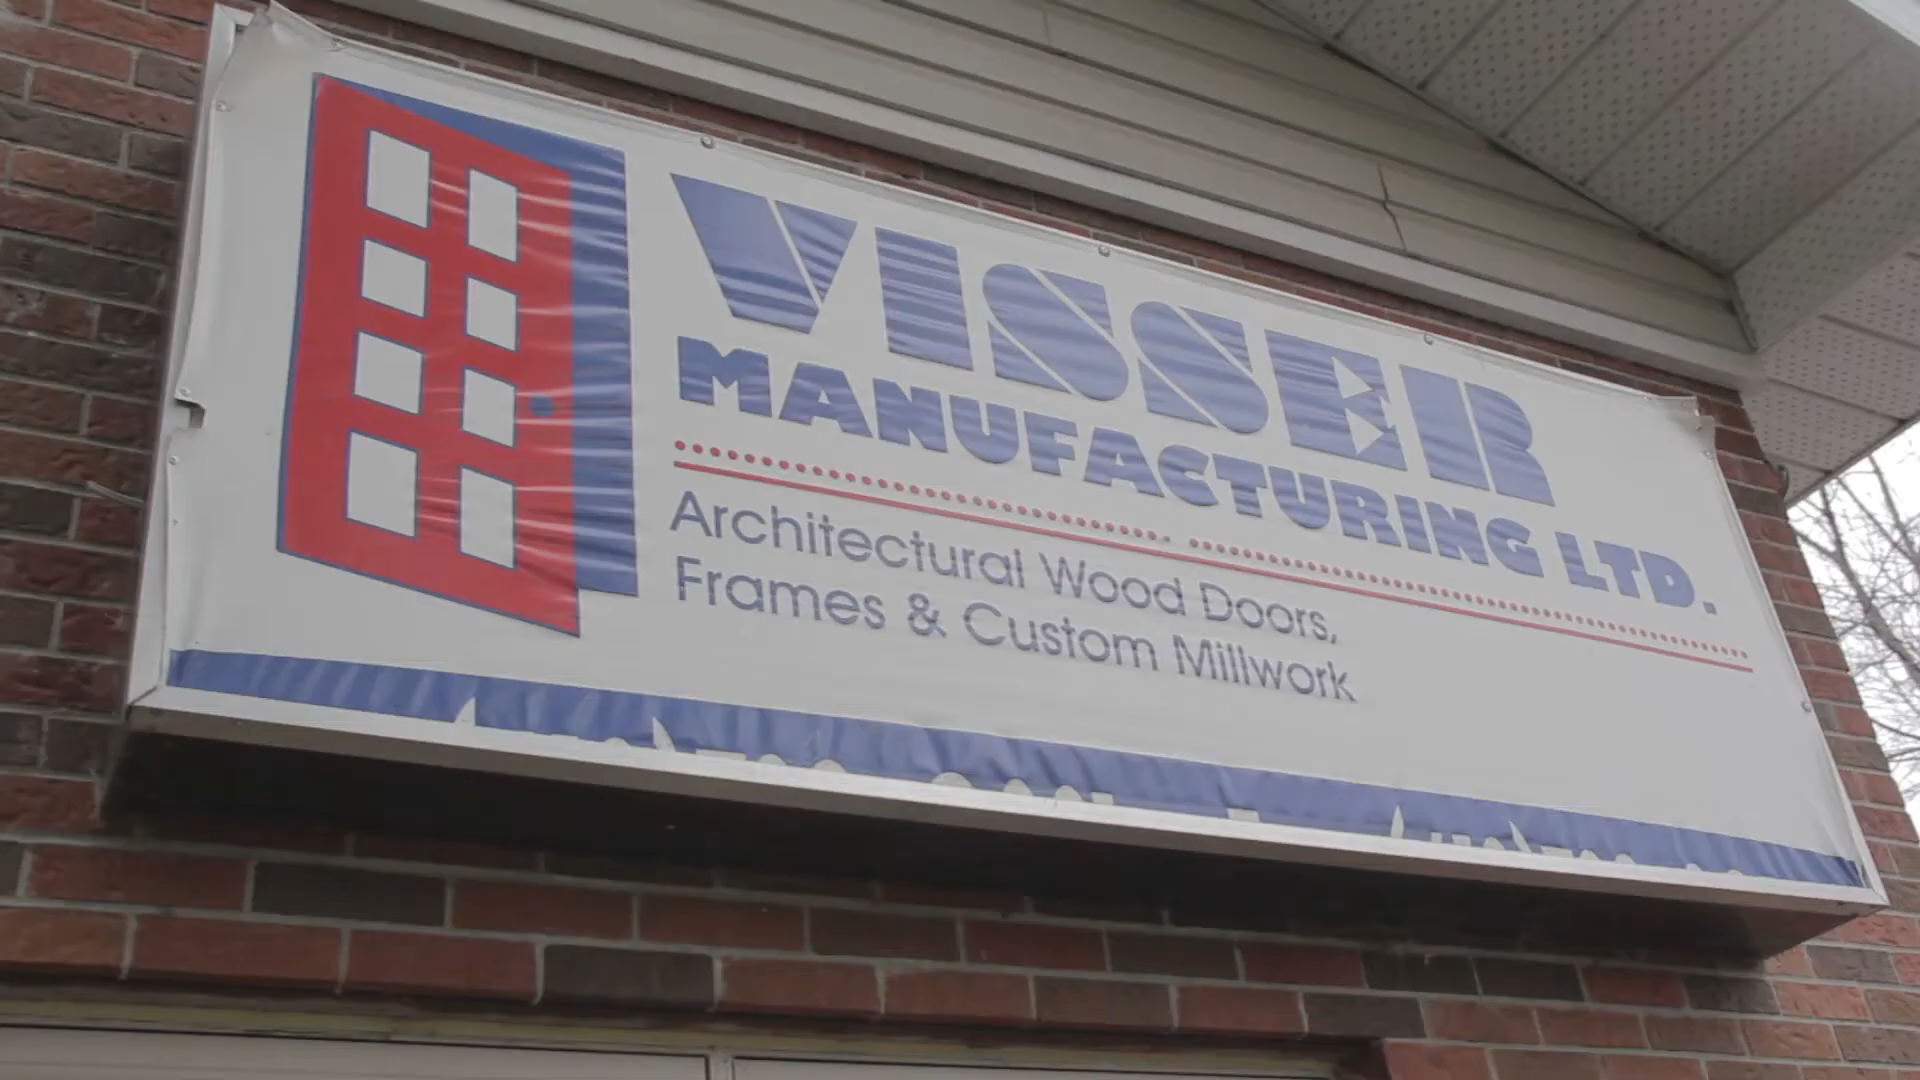 VISSER
MANUFACTURING LTD.
Architectural Wood Doors,
Frames & Custom Millwork